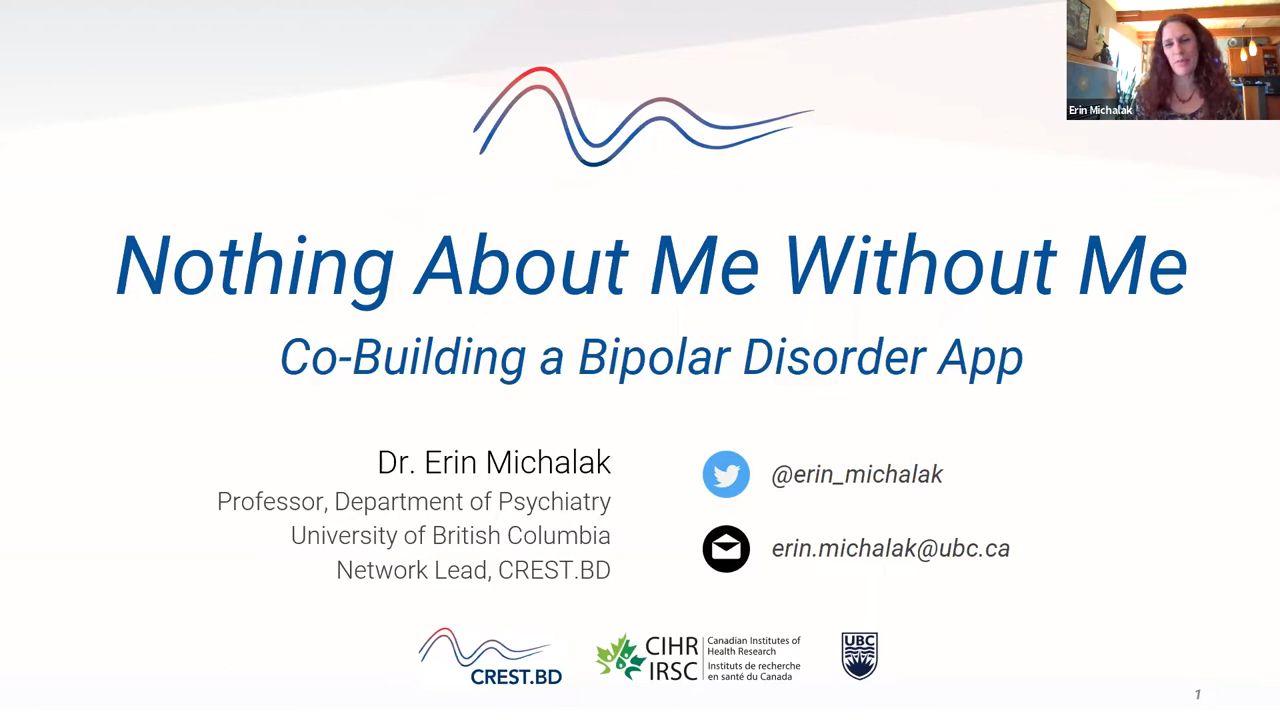 Erin Michalak
Nothing About Me Without Me
Co-Building a Bipolar Disorder App
Dr. Erin Michalak
Professor, Department of Psychiatry
University of British Columbia
Network Lead, CREST.BD
@erin_michalak
erin.michalak@ubc.ca
CREST.BD
CIHR
IRSC
Canadian Institutes of
Health Research
Instituts de recherche
en santé du Canada
UBC
1